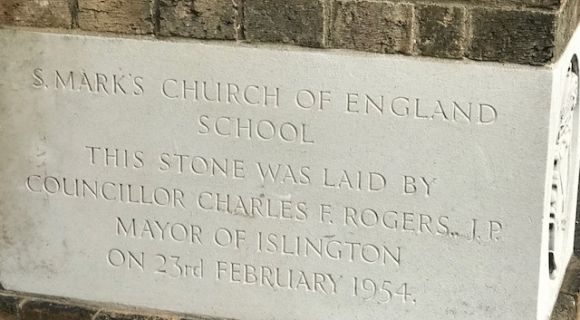 S. MARK'S CHURCH OF ENGLAND
SCHOOL
THIS STONE WAS LAID BY
COUNCILLOR CHARLES F. ROGERS., J.P.
MAYOR OF ISLINGTON
ON 23rd FEBRUARY 1954.